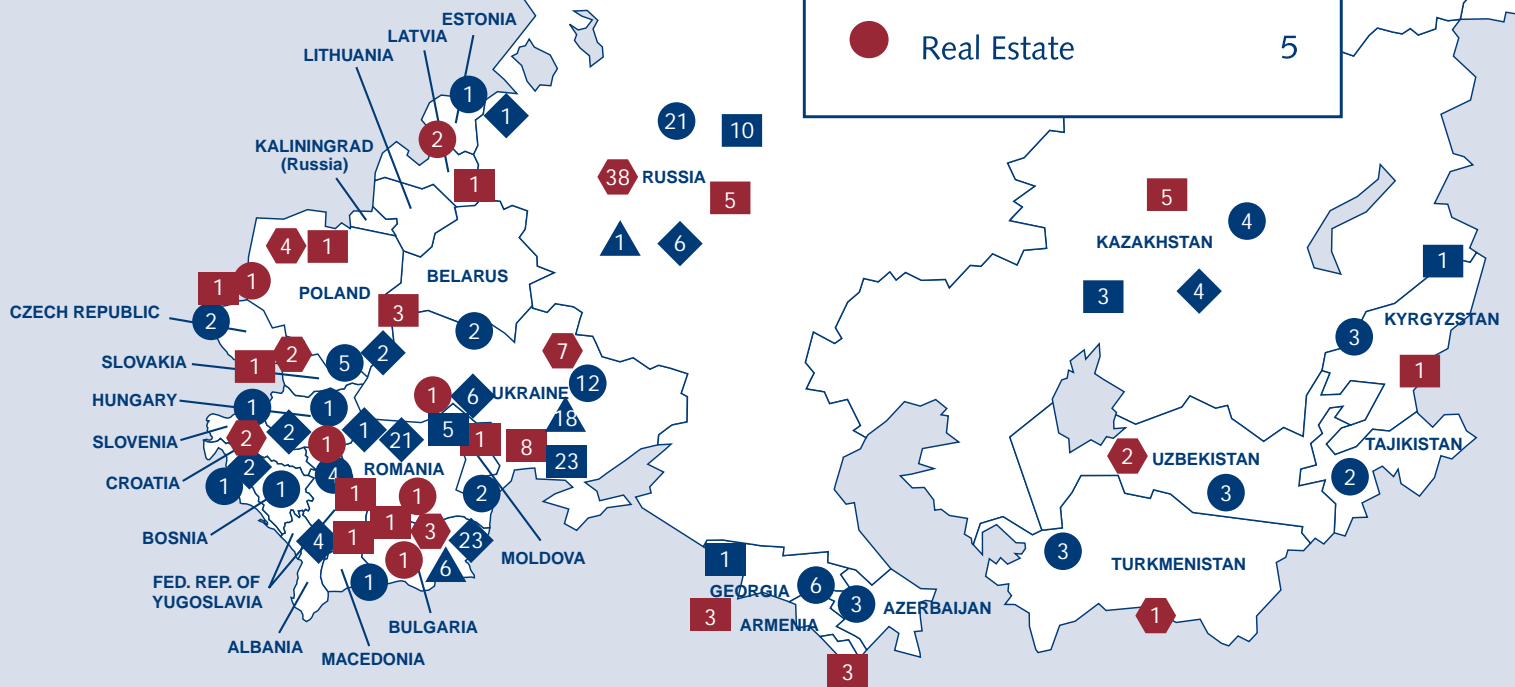 Real Estate 5
ESTONIA
LATVIA
LITHUANIA
1
1
21
10
2
KALININGRAD
(Russia)
38 RUSSIA
1
5
5
4
KAZAKHSTAN
4 1
1 6
1
1 1
BELARUS
POLAND
3
4
3
CZECH REPUBLIC
2
2
KYRGYZSTAN
3
SLOVAKIA
1 2
5 2
7
1
HUNGARY
1 1
1 6 UKRAINE 12
18
SLOVENIA
2 2 1 1 21
5 1 8 23
TAJIKISTAN
ROMANIA
2
4
2 UZBEKISTAN
CROATIA
1 1
1 1
2
3
2
BOSNIA
1
4 1 3 23
MOLDOVA
3
TURKMENISTAN
FED. REP. OF
YUGOSLAVIA
1 1 6
1
GEORGIA 6
3 AZERBAIJAN
3 ARMENIA
1
BULGARIA
ALBANIA
MACEDONIA
3